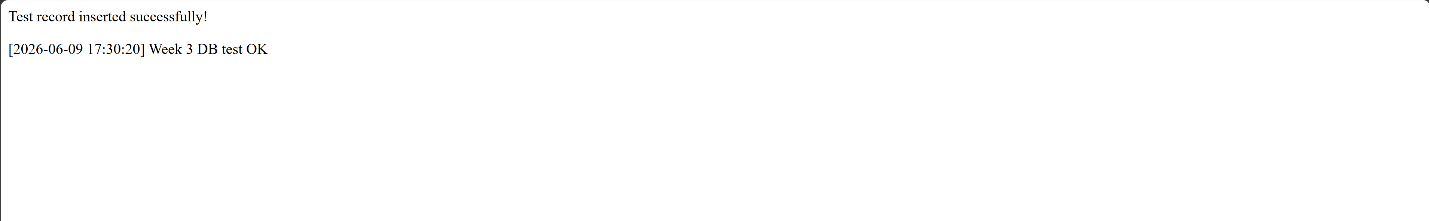 Test record inserted successfully!
[2026-06-09 17:30:20] Week 3 DB test OK